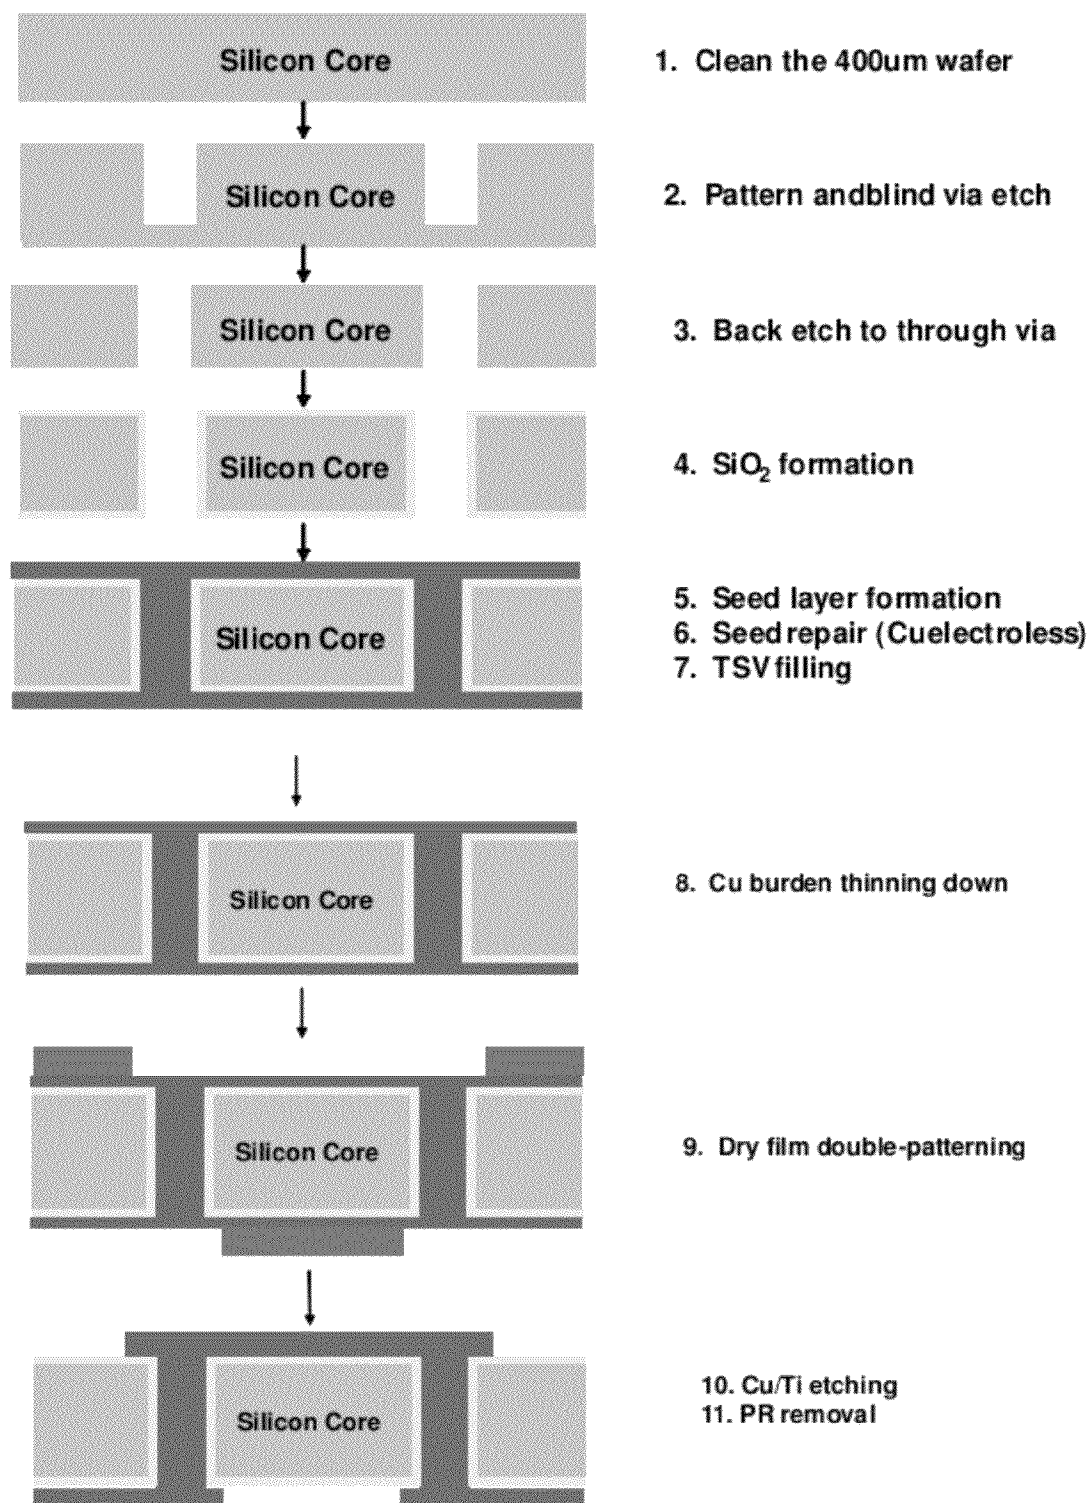 Silicon Core
1. Clean the 400um wafer
Silicon Core
2. Pattern andblind via etch
Silicon Core
3. Back etch to through via
Silicon Core
4. SiO₂ formation
Silicon Core
5. Seed layer formation
6. Seed repair (Cuelectroless)
7. TSV filling
Silicon Core
8. Cu burden thinning down
Silicon Core
9. Dry film double-patterning
Silicon Core
10. Cu/Ti etching
11. PR removal